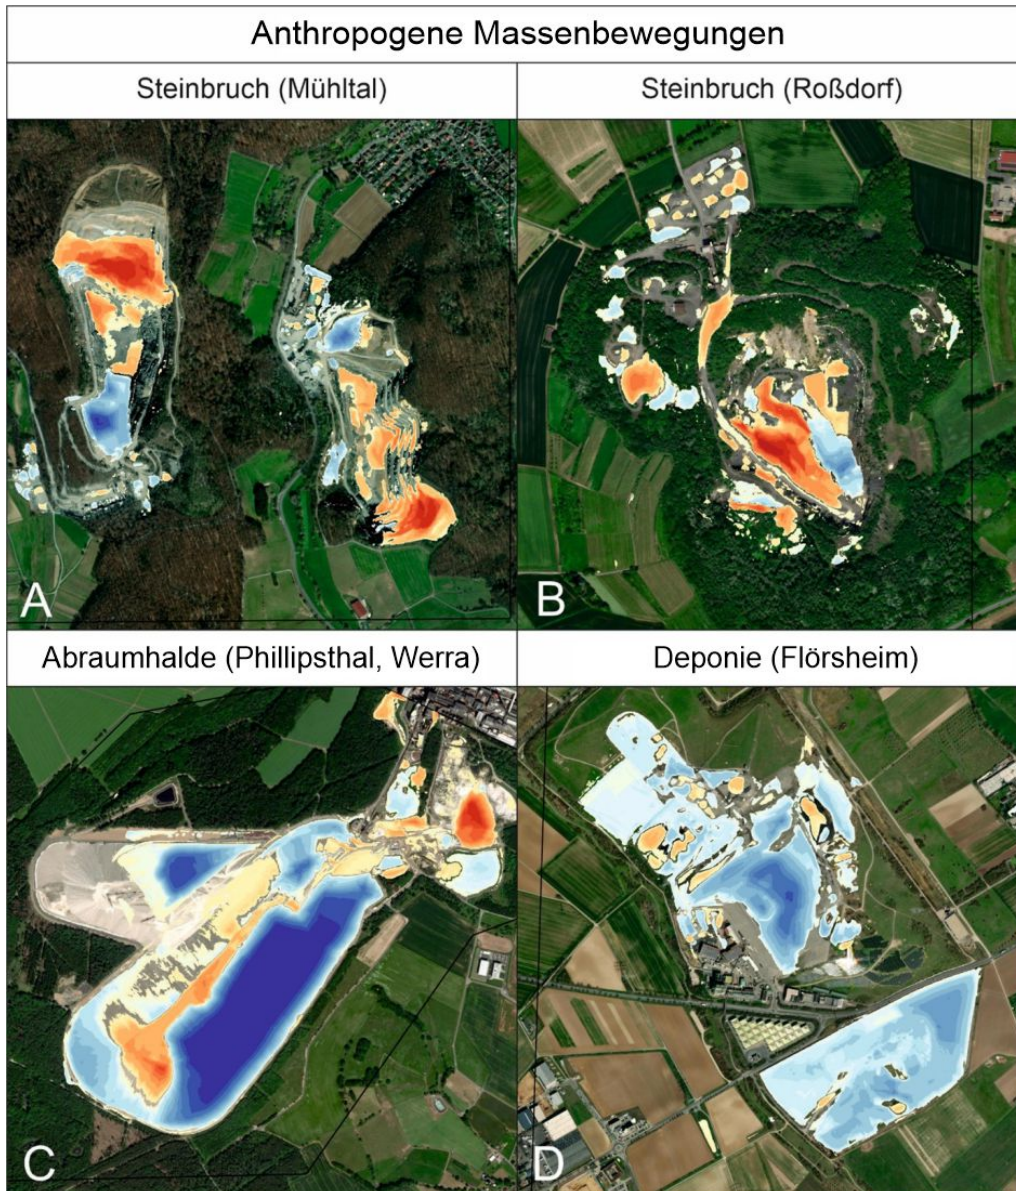 Anthropogene Massenbewegungen
Steinbruch (Mühltal)
Steinbruch (Roßdorf)
A
B
Abraumhalde (Phillipsthal, Werra)
Deponie (Flörsheim)
C
D